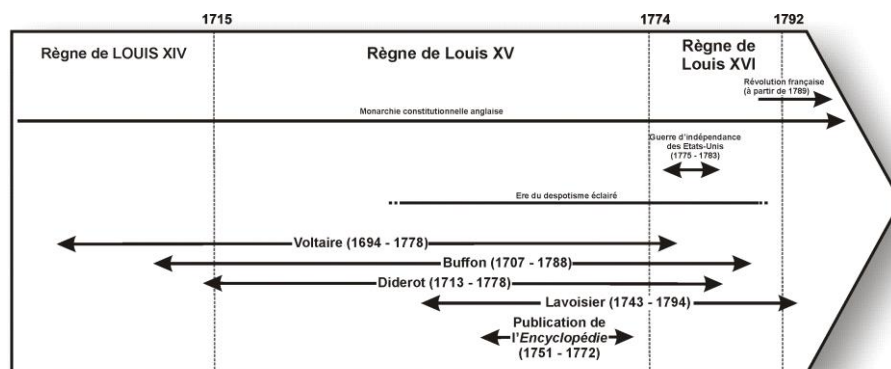 1715 1774 1792
Règne de LOUIS XIV
Règne de Louis XV
Règne de
Louis XVI
Révolution française
(à partir de 1789)
Monarchie constitutionnelle anglaise
Guerre d'indépendance
des Etats-Unis
(1775 - 1783)
Ere du despotisme éclairé
Voltaire (1694 - 1778)
Buffon (1707 - 1788)
Diderot (1713 - 1778)
Lavoisier (1743 - 1794)
Publication de
l'Encyclopédie
(1751 - 1772)